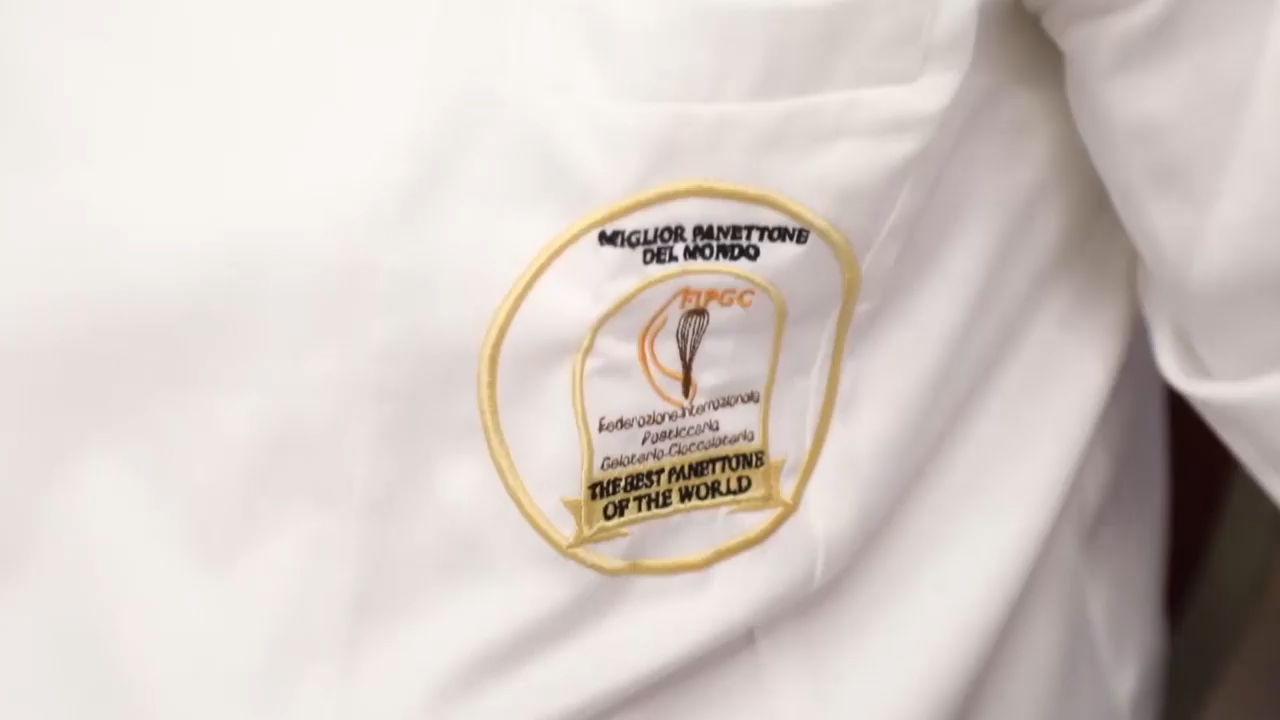 MIGLIOR PANETTONE
DEL MONDO
FIPGC
Federazione Internazionale
Pasticceria
Gelateria Cioccolateria
THE BEST PANETTONE
OF THE WORLD